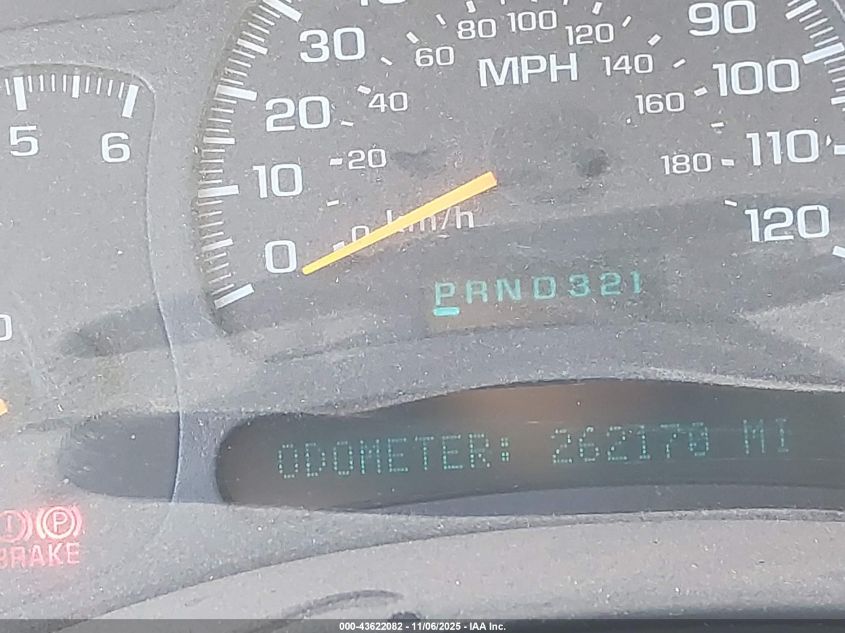 5 6
0 10 20 30 90 100 110 120
MPH
0 20 40 60 80 100 120 140 160 180
km/h
PRND321
ODOMETER: 262170 MI
BRAKE
000-43622082 - 11/06/2025 - IAA Inc.